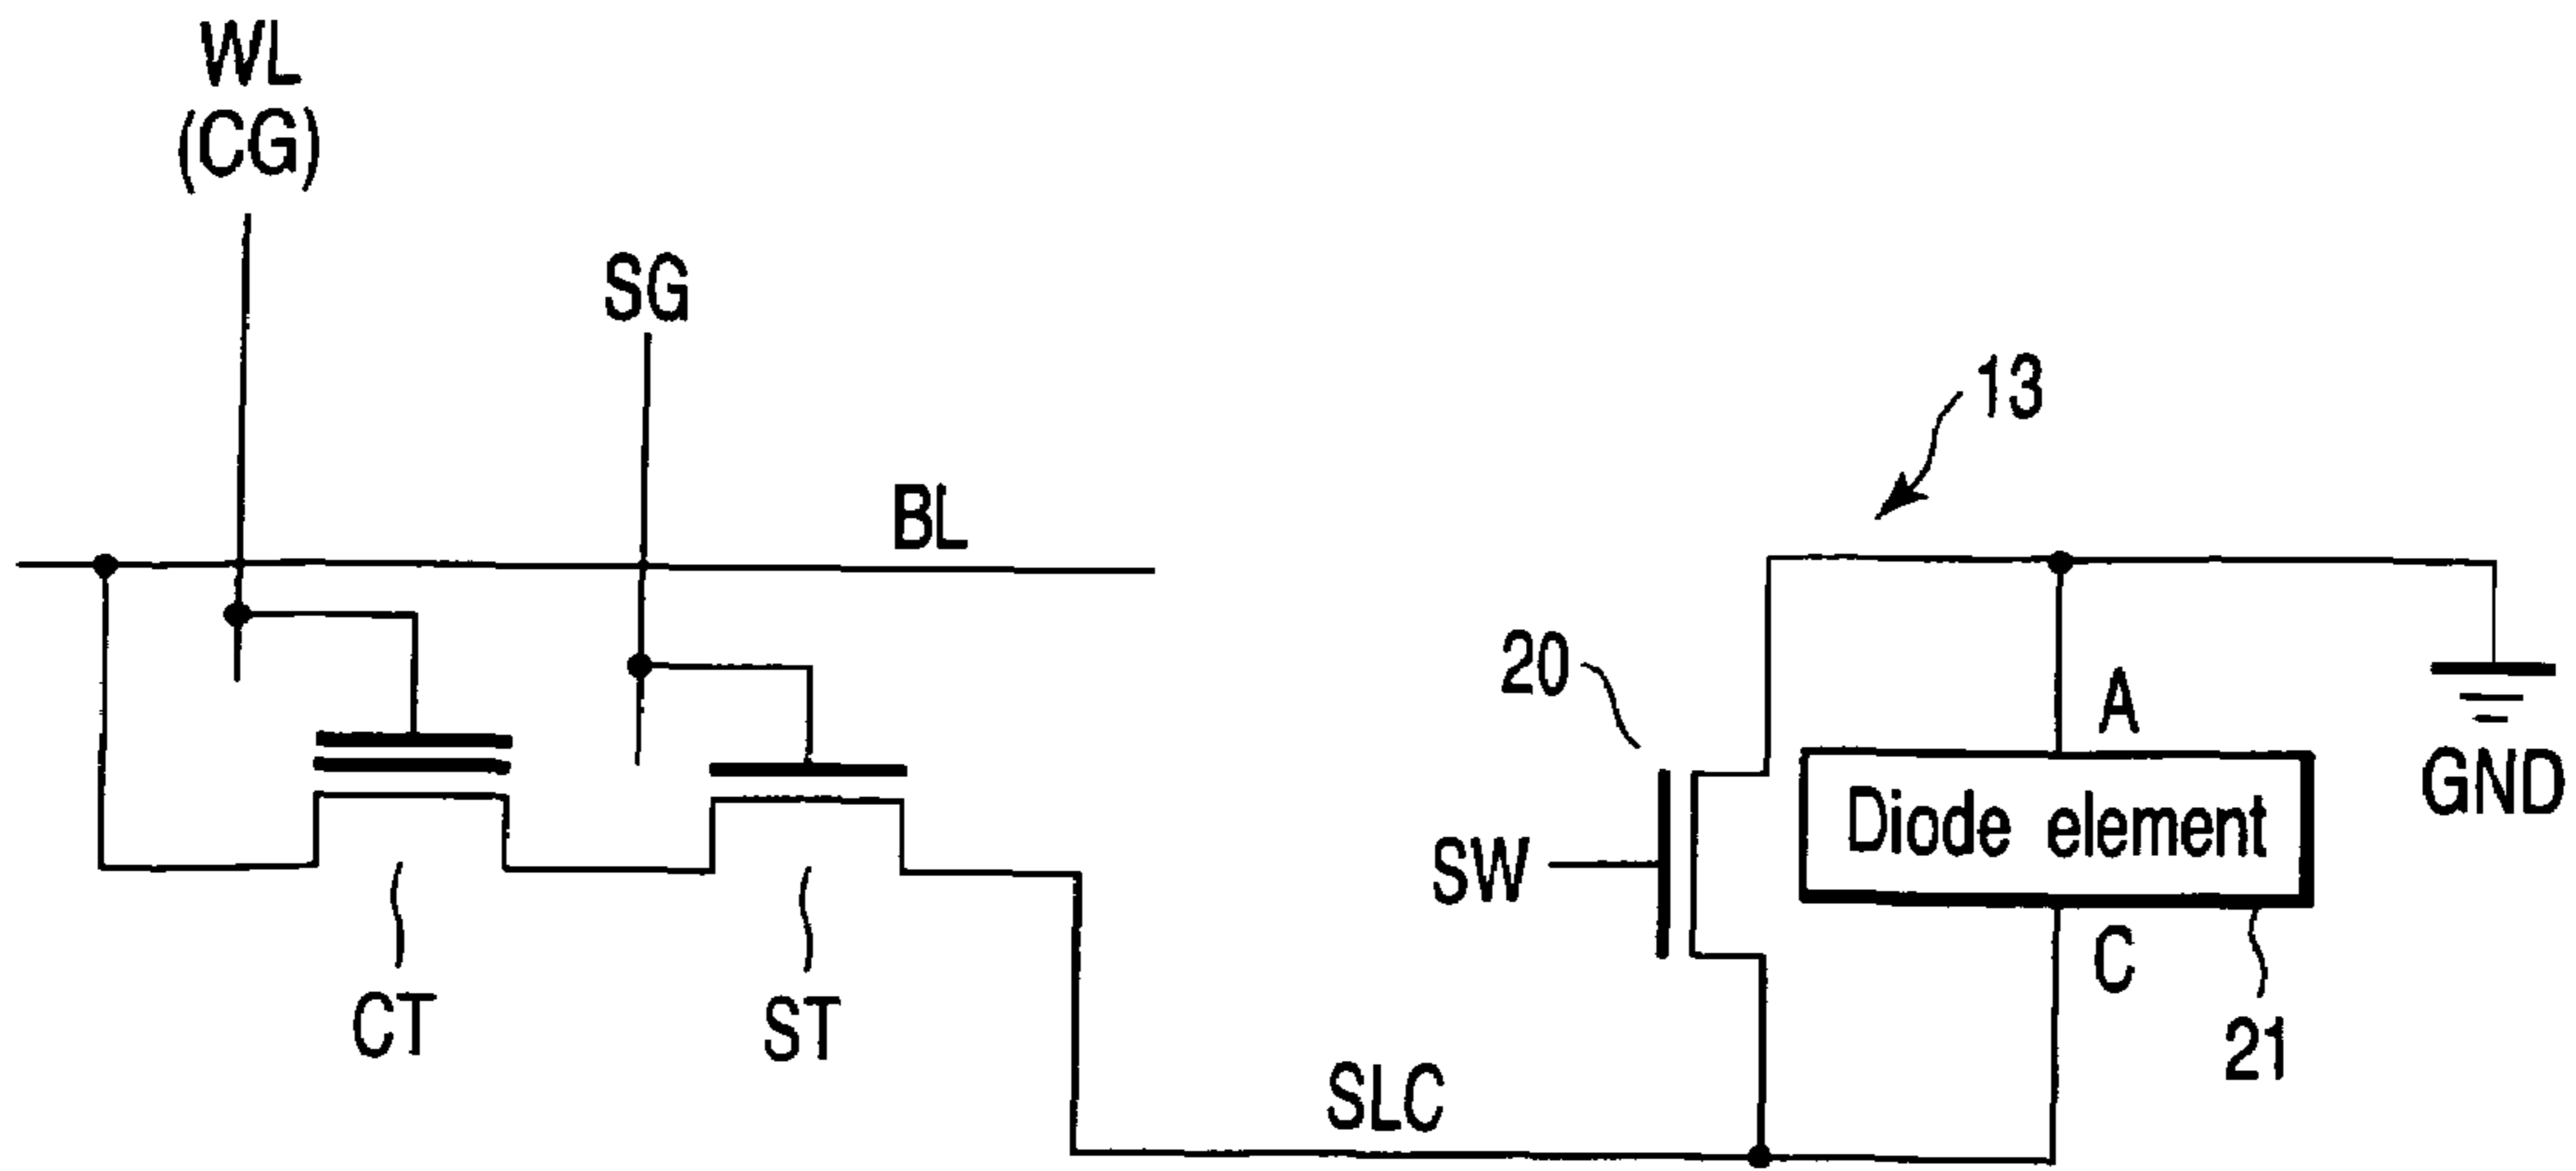 WL
(CG)
SG
13
BL
20
A
GND
Diode element
SW
C
CT
ST
21
SLC